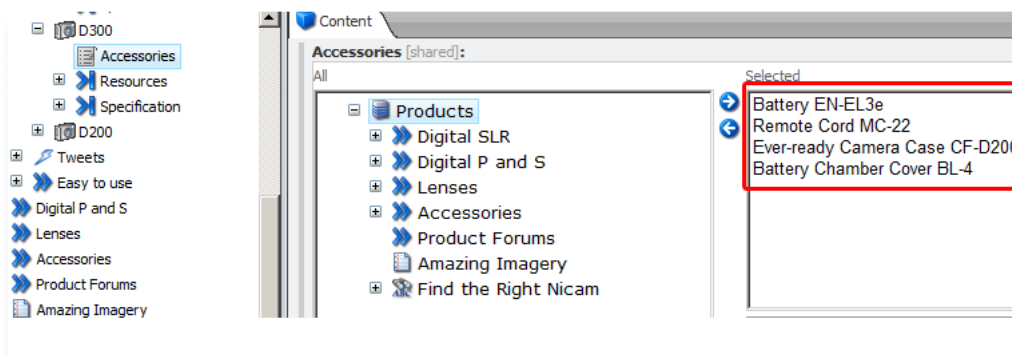 D300
Accessories
Resources
Specification
D200
Tweets
Easy to use
Digital P and S
Lenses
Accessories
Product Forums
Amazing Imagery
Content
Accessories [shared]:
All
Products
Digital SLR
Digital P and S
Lenses
Accessories
Product Forums
Amazing Imagery
Find the Right Nicam
Selected
Battery EN-EL3e
Remote Cord MC-22
Ever-ready Camera Case CF-D200
Battery Chamber Cover BL-4